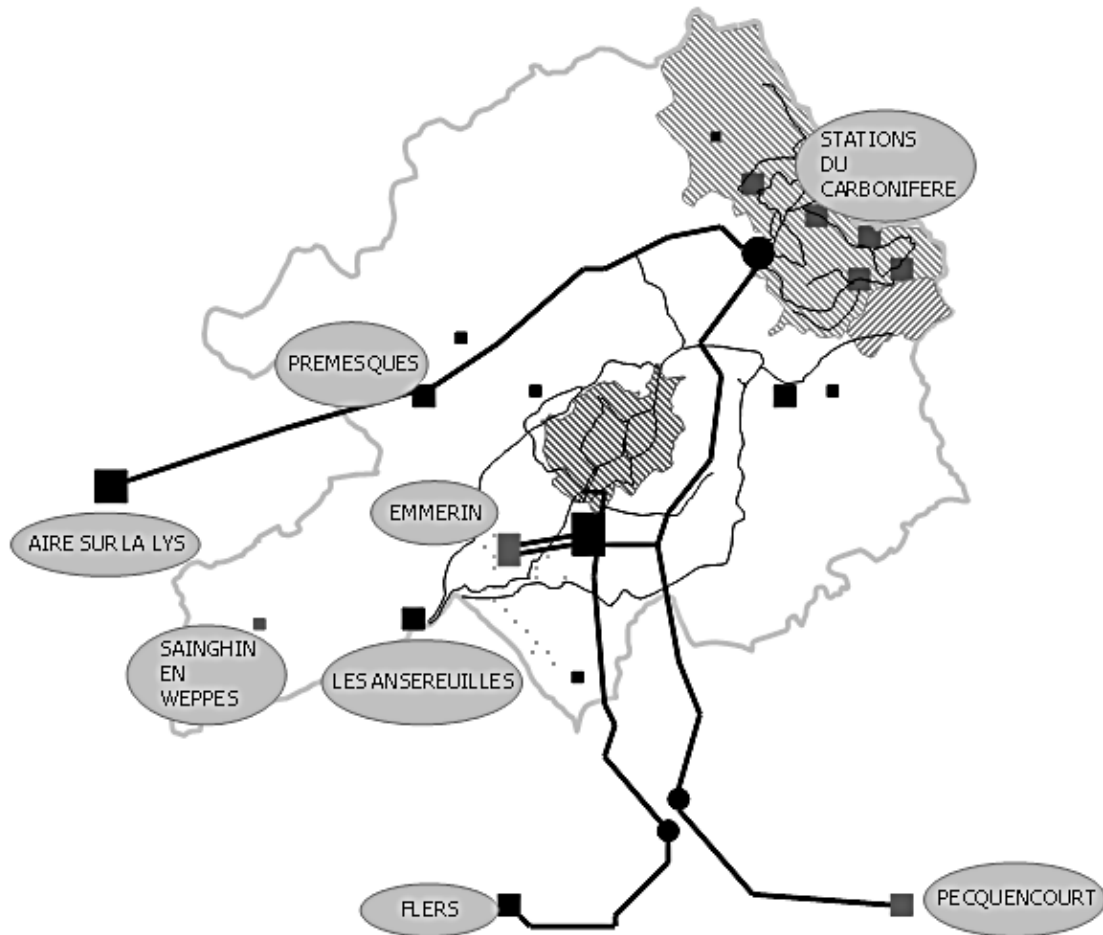 STATIONS
DU
CARBONIFERE
PREMESQUES
EMMERIN
AIRE SUR LA LYS
SAINGHIN
EN
WEPPES
LES ANSEREUILLES
FLERS
PECQUENCOURT